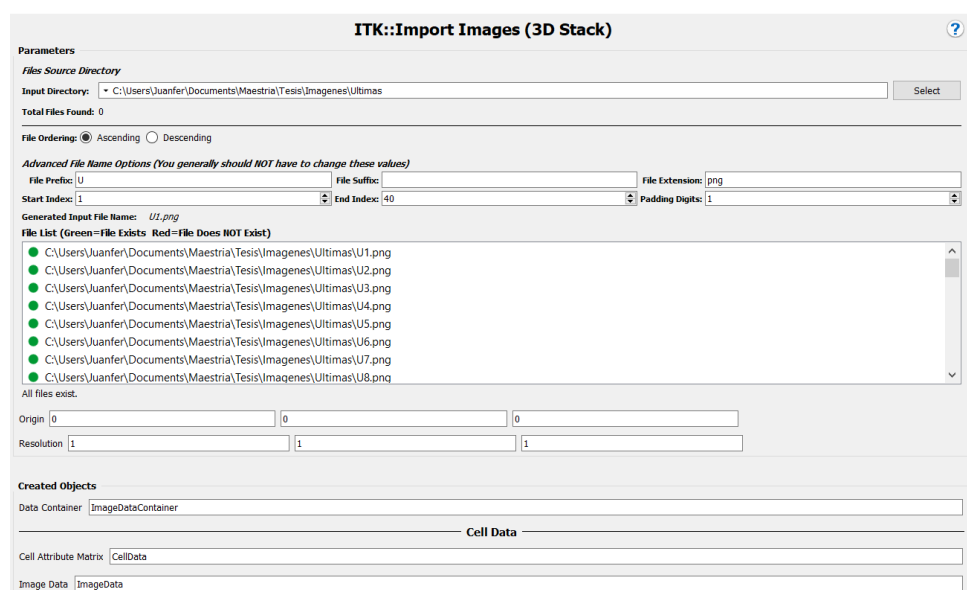 ITK::Import Images (3D Stack)
?
Parameters
Files Source Directory
Input Directory: C:\Users\Juanfer\Documents\Maestria\Tesis\Imagenes\Ultimas Select
Total Files Found: 0
File Ordering: Ascending Descending
Advanced File Name Options (You generally should NOT have to change these values)
File Prefix: U File Suffix: File Extension: png
Start Index: 1 End Index: 40 Padding Digits: 1
Generated Input File Name: U1.png
File List (Green=File Exists Red=File Does NOT Exist)
C:\Users\Juanfer\Documents\Maestria\Tesis\Imagenes\Ultimas\U1.png
C:\Users\Juanfer\Documents\Maestria\Tesis\Imagenes\Ultimas\U2.png
C:\Users\Juanfer\Documents\Maestria\Tesis\Imagenes\Ultimas\U3.png
C:\Users\Juanfer\Documents\Maestria\Tesis\Imagenes\Ultimas\U4.png
C:\Users\Juanfer\Documents\Maestria\Tesis\Imagenes\Ultimas\U5.png
C:\Users\Juanfer\Documents\Maestria\Tesis\Imagenes\Ultimas\U6.png
C:\Users\Juanfer\Documents\Maestria\Tesis\Imagenes\Ultimas\U7.png
C:\Users\Juanfer\Documents\Maestria\Tesis\Imagenes\Ultimas\U8.png
All files exist.
Origin 0 0 0
Resolution 1 1 1
Created Objects
Data Container ImageDataContainer
Cell Data
Cell Attribute Matrix CellData
Image Data ImageData